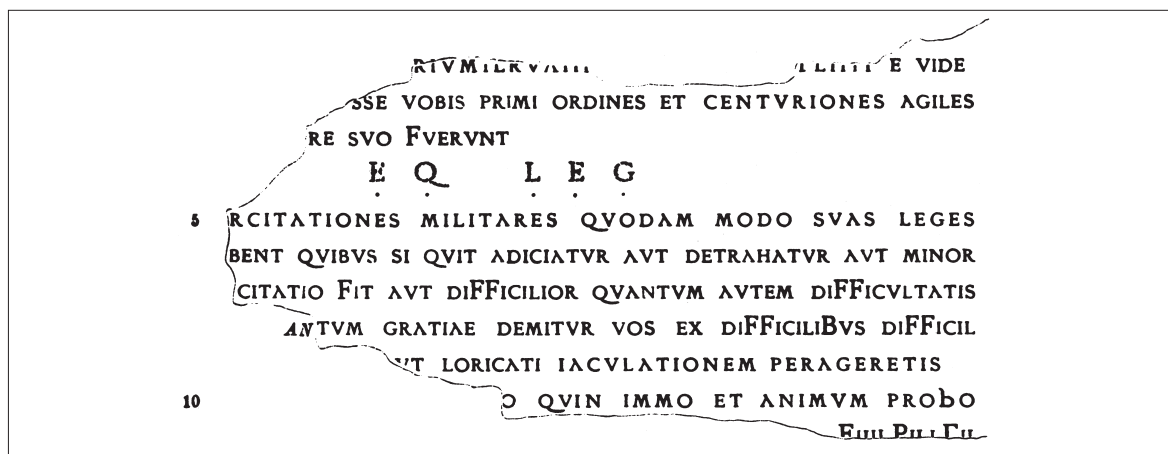 E VIDE
SSE VOBIS PRIMI ORDINES ET CENTVRIONES AGILES
RE SVO FVERVNT
E Q L E G
5 RCITATIONES MILITARES QVODAM MODO SVAS LEGES
BENT QVIBVS SI QVIT ADICIATVR AVT DETRAHATVR AVT MINOR
CITATIO FIT AVT DIFFICILIOR QVANTVM AVTEM DIFFICVLTATIS
ANTVM GRATIAE DEMITVR VOS EX DIFFICILIBVS DIFFICIL
VT LORICATI IACVLATIONEM PERAGERETIS
10 O QVIN IMMO ET ANIMVM PROBO